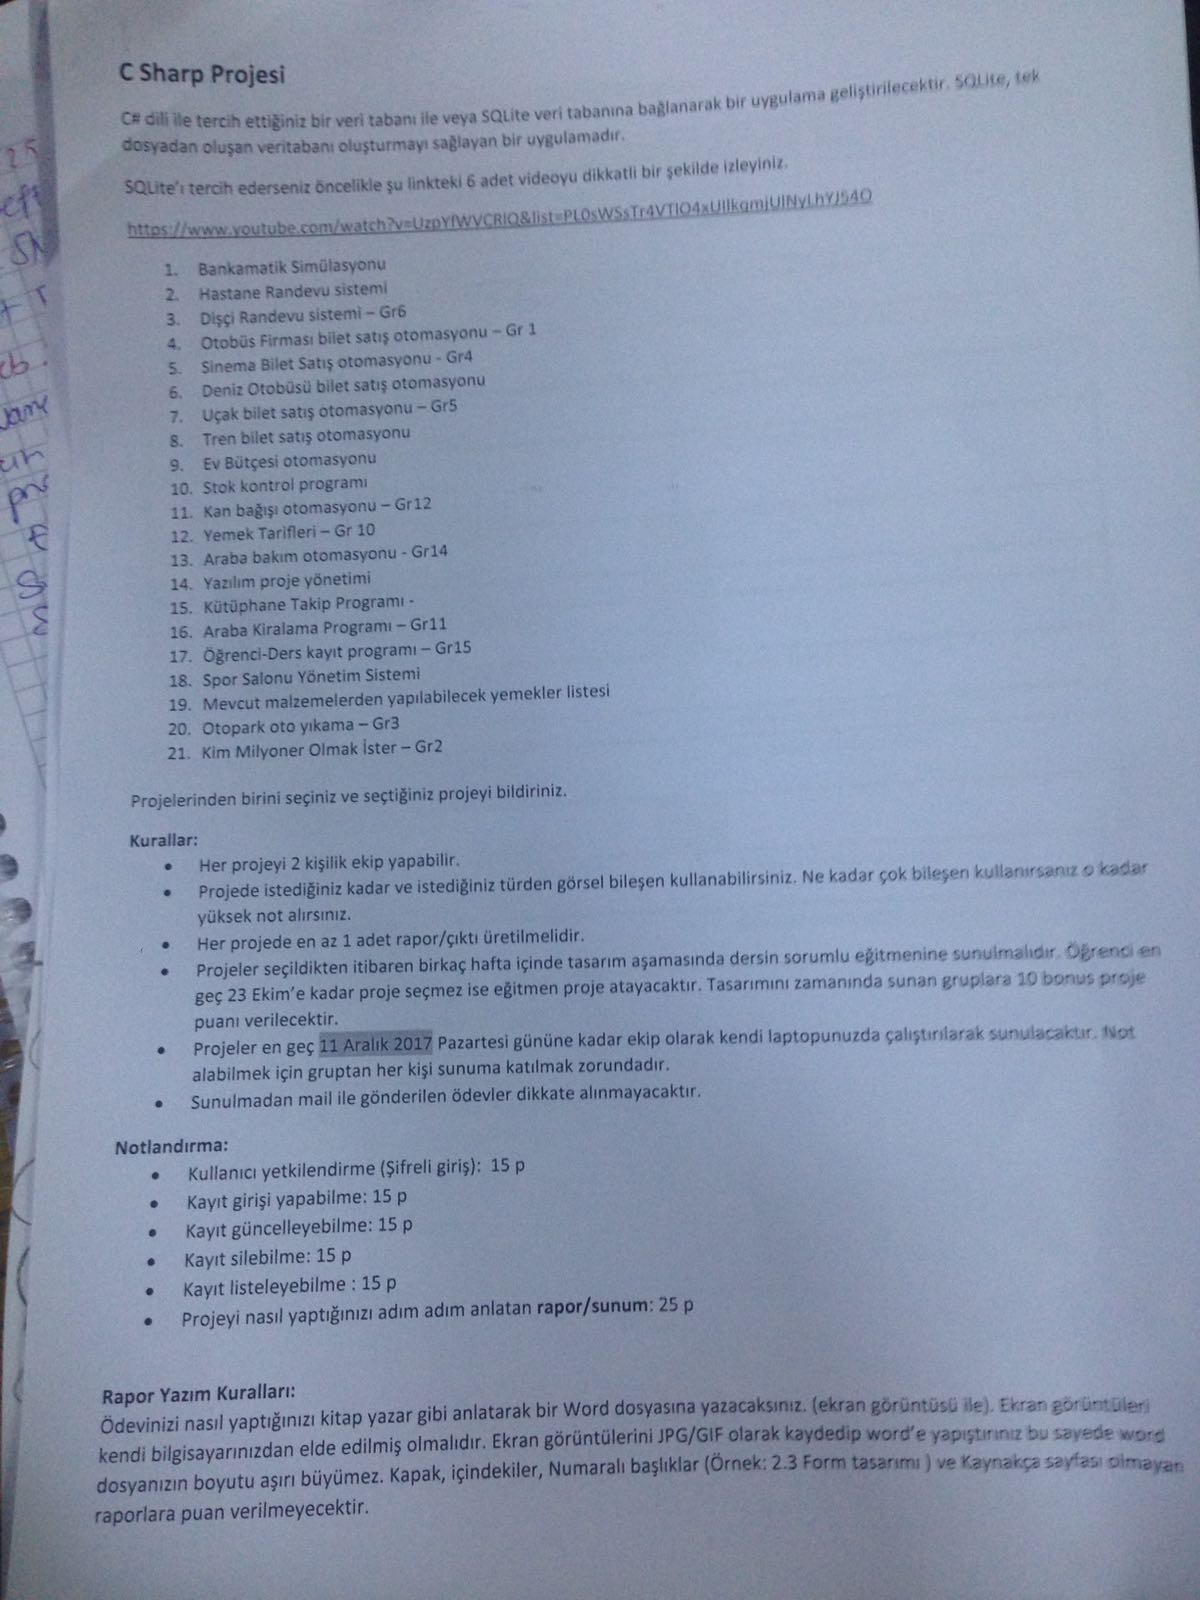 C Sharp Projesi
C# dili ile tercih ettiğiniz bir veri tabanı ile veya SQLite veri tabanına bağlanarak bir uygulama geliştirilecektir. SQLite, tek
dosyadan oluşan veritabanı oluşturmayı sağlayan bir uygulamadır.
SQLite'ı tercih ederseniz öncelikle şu linkteki 6 adet videoyu dikkatli bir şekilde izleyiniz.
1. Bankamatik Simülasyonu
2. Hastane Randevu sistemi
3. Dişçi Randevu sistemi – Gr6
4. Otobüs Firması bilet satış otomasyonu – Gr 1
5. Sinema Bilet Satış otomasyonu - Gr4
6. Deniz Otobüsü bilet satış otomasyonu
7. Uçak bilet satış otomasyonu – Gr5
8. Tren bilet satış otomasyonu
9. Ev Bütçesi otomasyonu
10. Stok kontrol programı
11. Kan bağışı otomasyonu – Gr12
12. Yemek Tarifleri – Gr 10
13. Araba bakım otomasyonu - Gr14
14. Yazılım proje yönetimi
15. Kütüphane Takip Programı -
16. Araba Kiralama Programı – Gr11
17. Öğrenci-Ders kayıt programı – Gr15
18. Spor Salonu Yönetim Sistemi
19. Mevcut malzemelerden yapılabilecek yemekler listesi
20. Otopark oto yıkama – Gr3
21. Kim Milyoner Olmak İster – Gr2
Projelerinden birini seçiniz ve seçtiğiniz projeyi bildiriniz.
Kurallar:
• Her projeyi 2 kişilik ekip yapabilir.
• Projede istediğiniz kadar ve istediğiniz türden görsel bileşen kullanabilirsiniz. Ne kadar çok bileşen kullanırsanız o kadar
yüksek not alırsınız.
• Her projede en az 1 adet rapor/çıktı üretilmelidir.
• Projeler seçildikten itibaren birkaç hafta içinde tasarım aşamasında dersin sorumlu eğitmenine sunulmalıdır. Öğrenci en
geç 23 Ekim'e kadar proje seçmez ise eğitmen proje atayacaktır. Tasarımını zamanında sunan gruplara 10 bonus proje
puanı verilecektir.
• Projeler en geç 11 Aralık 2017 Pazartesi gününe kadar ekip olarak kendi laptopunuzda çalıştırılarak sunulacaktır. Not
alabilmek için gruptan her kişi sunuma katılmak zorundadır.
• Sunulmadan mail ile gönderilen ödevler dikkate alınmayacaktır.
Notlandırma:
• Kullanıcı yetkilendirme (Şifreli giriş): 15 p
• Kayıt girişi yapabilme: 15 p
• Kayıt güncelleyebilme: 15 p
• Kayıt silebilme: 15 p
• Kayıt listeleyebilme : 15 p
• Projeyi nasıl yaptığınızı adım adım anlatan rapor/sunum: 25 p
Rapor Yazım Kuralları:
Ödevinizi nasıl yaptığınızı kitap yazar gibi anlatarak bir Word dosyasına yazacaksınız. (ekran görüntüsü ile). Ekran görüntüleri
kendi bilgisayarınızdan elde edilmiş olmalıdır. Ekran görüntülerini JPG/GIF olarak kaydedip word'e yapıştırınız bu sayede word
dosyanızın boyutu aşırı büyümez. Kapak, içindekiler, Numaralı başlıklar (Örnek: 2.3 Form tasarımı ) ve Kaynakça sayfası olmayan
raporlara puan verilmeyecektir.